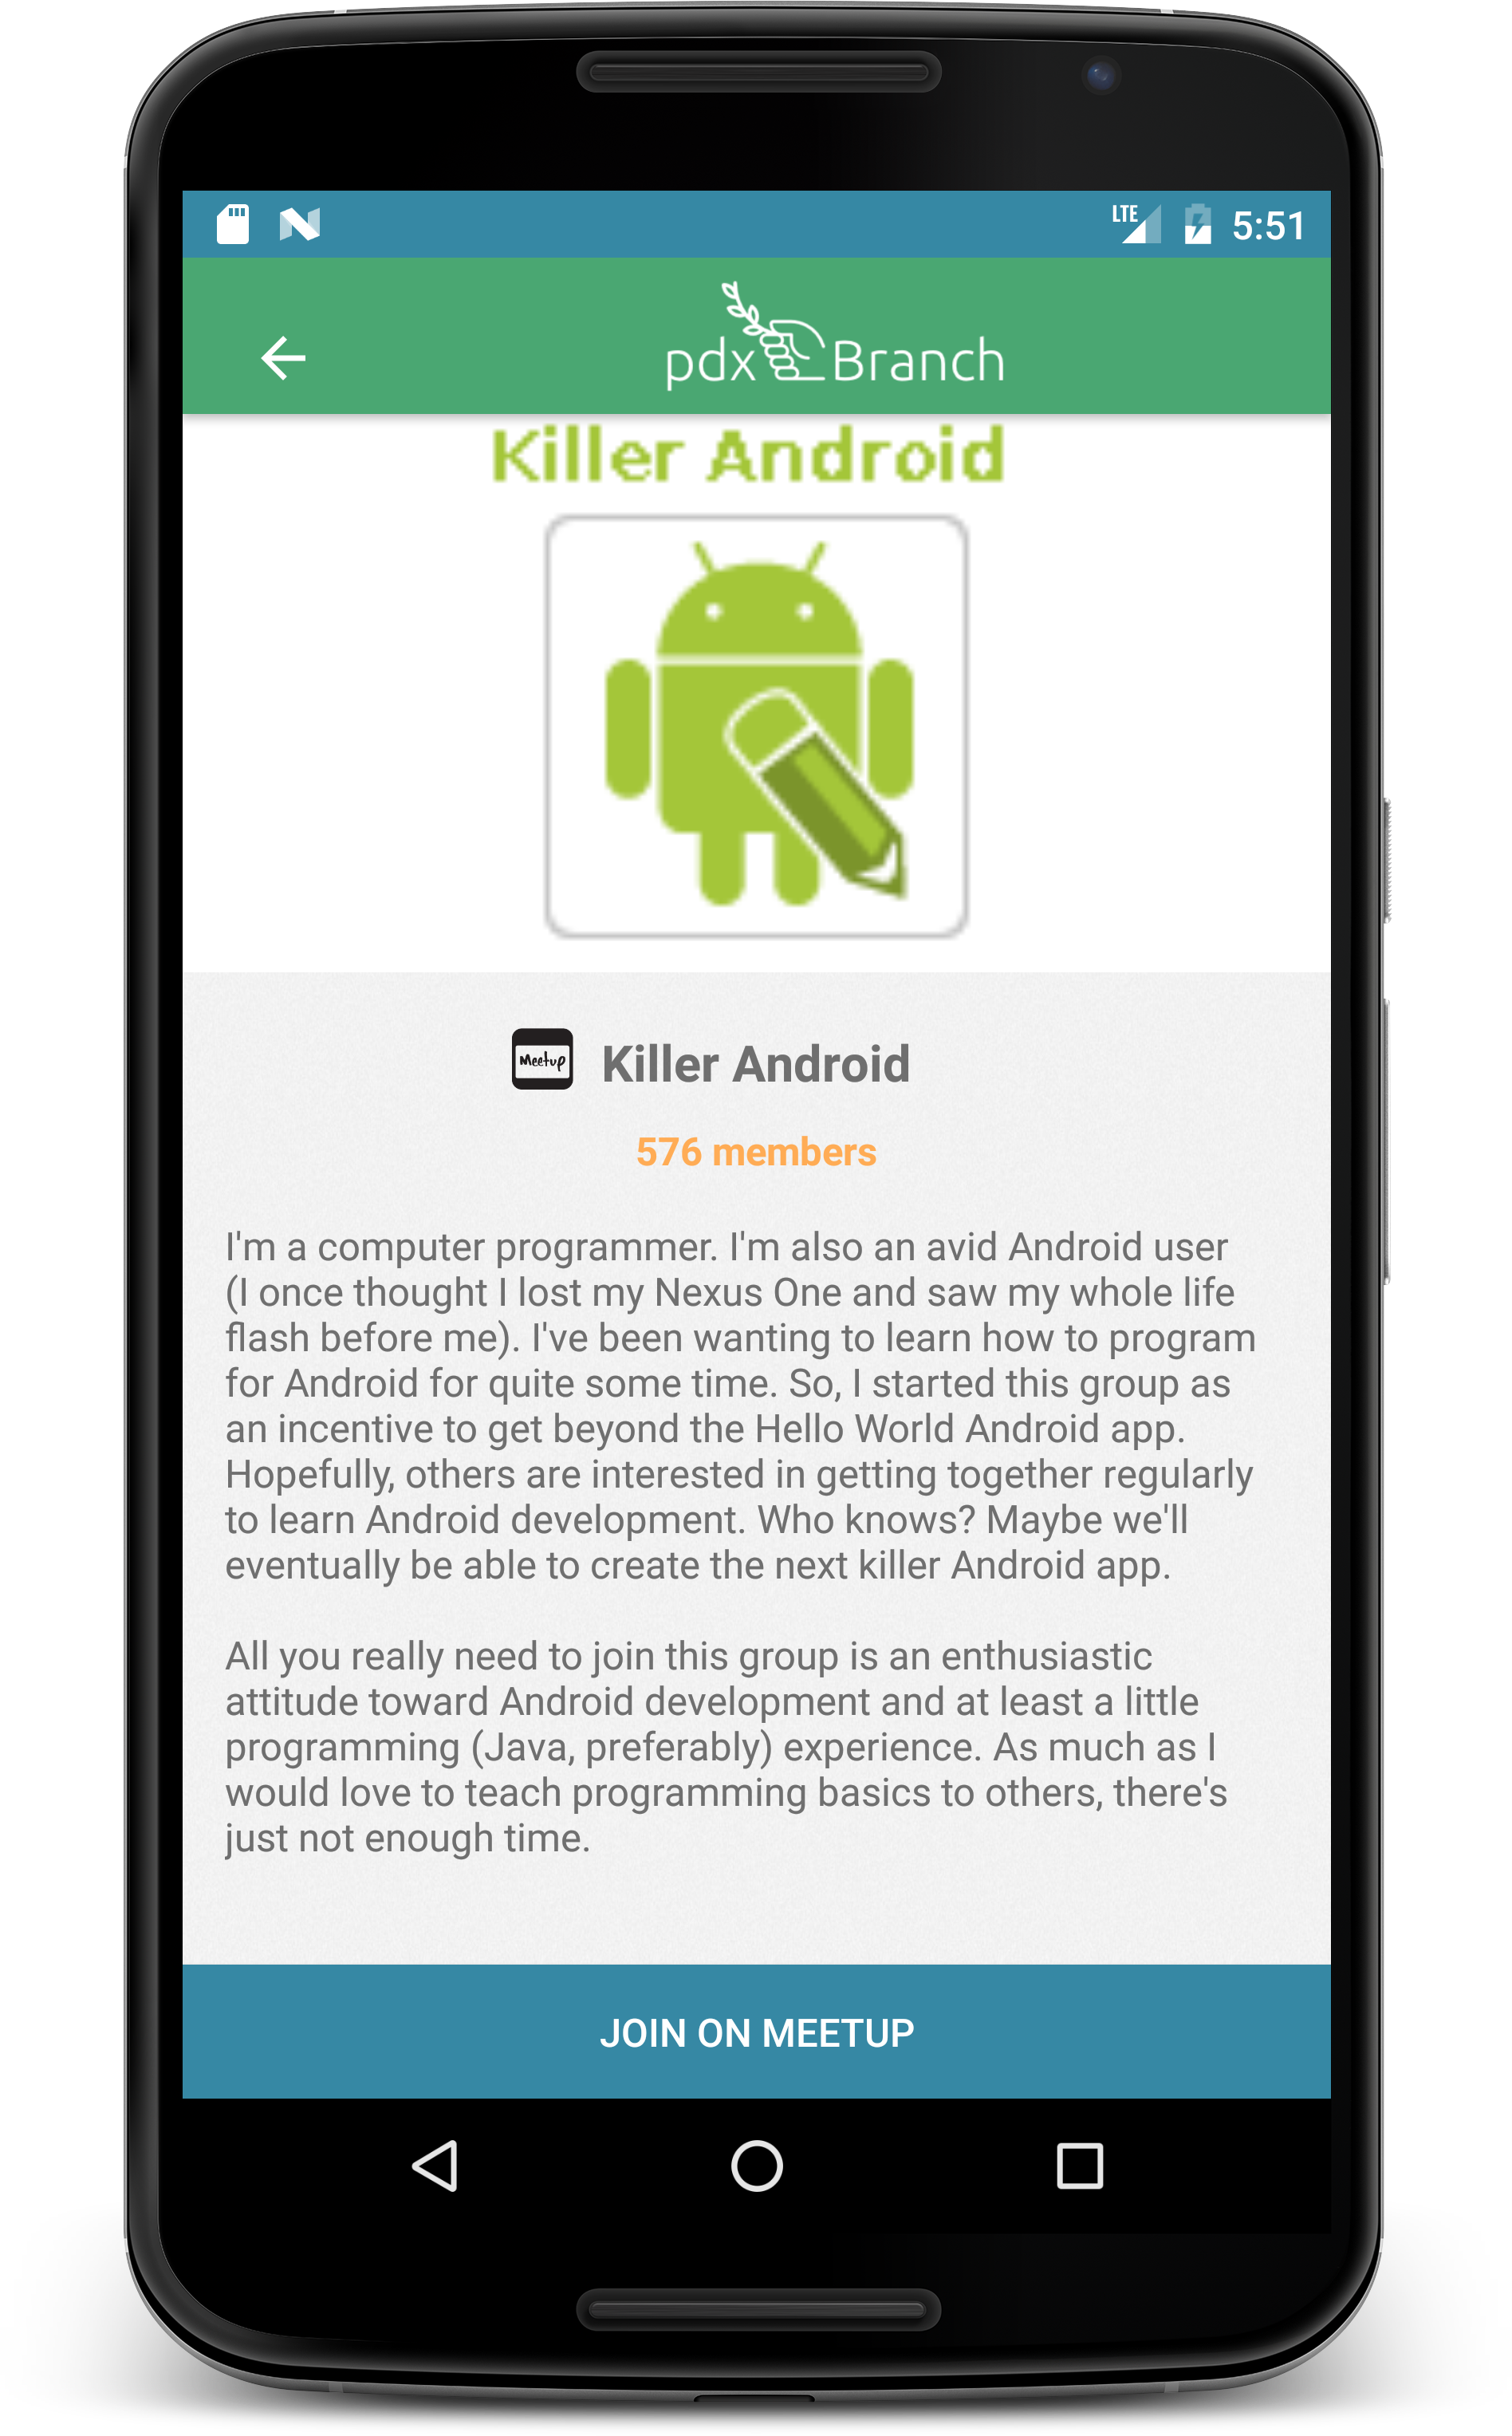 LTE 5:51
pdx Branch
Killer Android
Meetup Killer Android
576 members
I'm a computer programmer. I'm also an avid Android user
(I once thought I lost my Nexus One and saw my whole life
flash before me). I've been wanting to learn how to program
for Android for quite some time. So, I started this group as
an incentive to get beyond the Hello World Android app.
Hopefully, others are interested in getting together regularly
to learn Android development. Who knows? Maybe we'll
eventually be able to create the next killer Android app.
All you really need to join this group is an enthusiastic
attitude toward Android development and at least a little
programming (Java, preferably) experience. As much as I
would love to teach programming basics to others, there's
just not enough time.
JOIN ON MEETUP